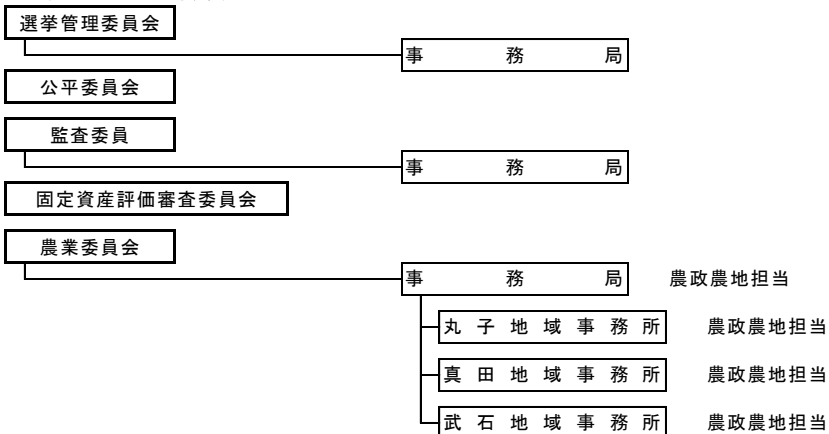 選挙管理委員会
事務局
公平委員会
監査委員
事務局
固定資産評価審査委員会
農業委員会
事務局 農政農地担当
丸子地域事務所 農政農地担当
真田地域事務所 農政農地担当
武石地域事務所 農政農地担当